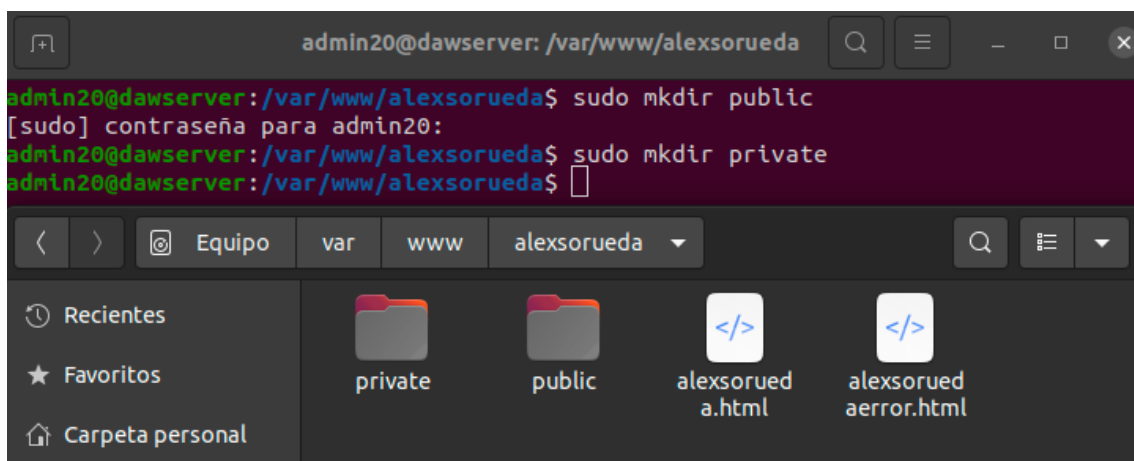 admin20@dawserver: /var/www/alexsorueda
admin20@dawserver:/var/www/alexsorueda$ sudo mkdir public
[sudo] contraseña para admin20:
admin20@dawserver:/var/www/alexsorueda$ sudo mkdir private
admin20@dawserver:/var/www/alexsorueda$
Equipo var www alexsorueda
Recientes
Favoritos
Carpeta personal
private
public
alexsorued
a.html
alexsorued
aerror.html